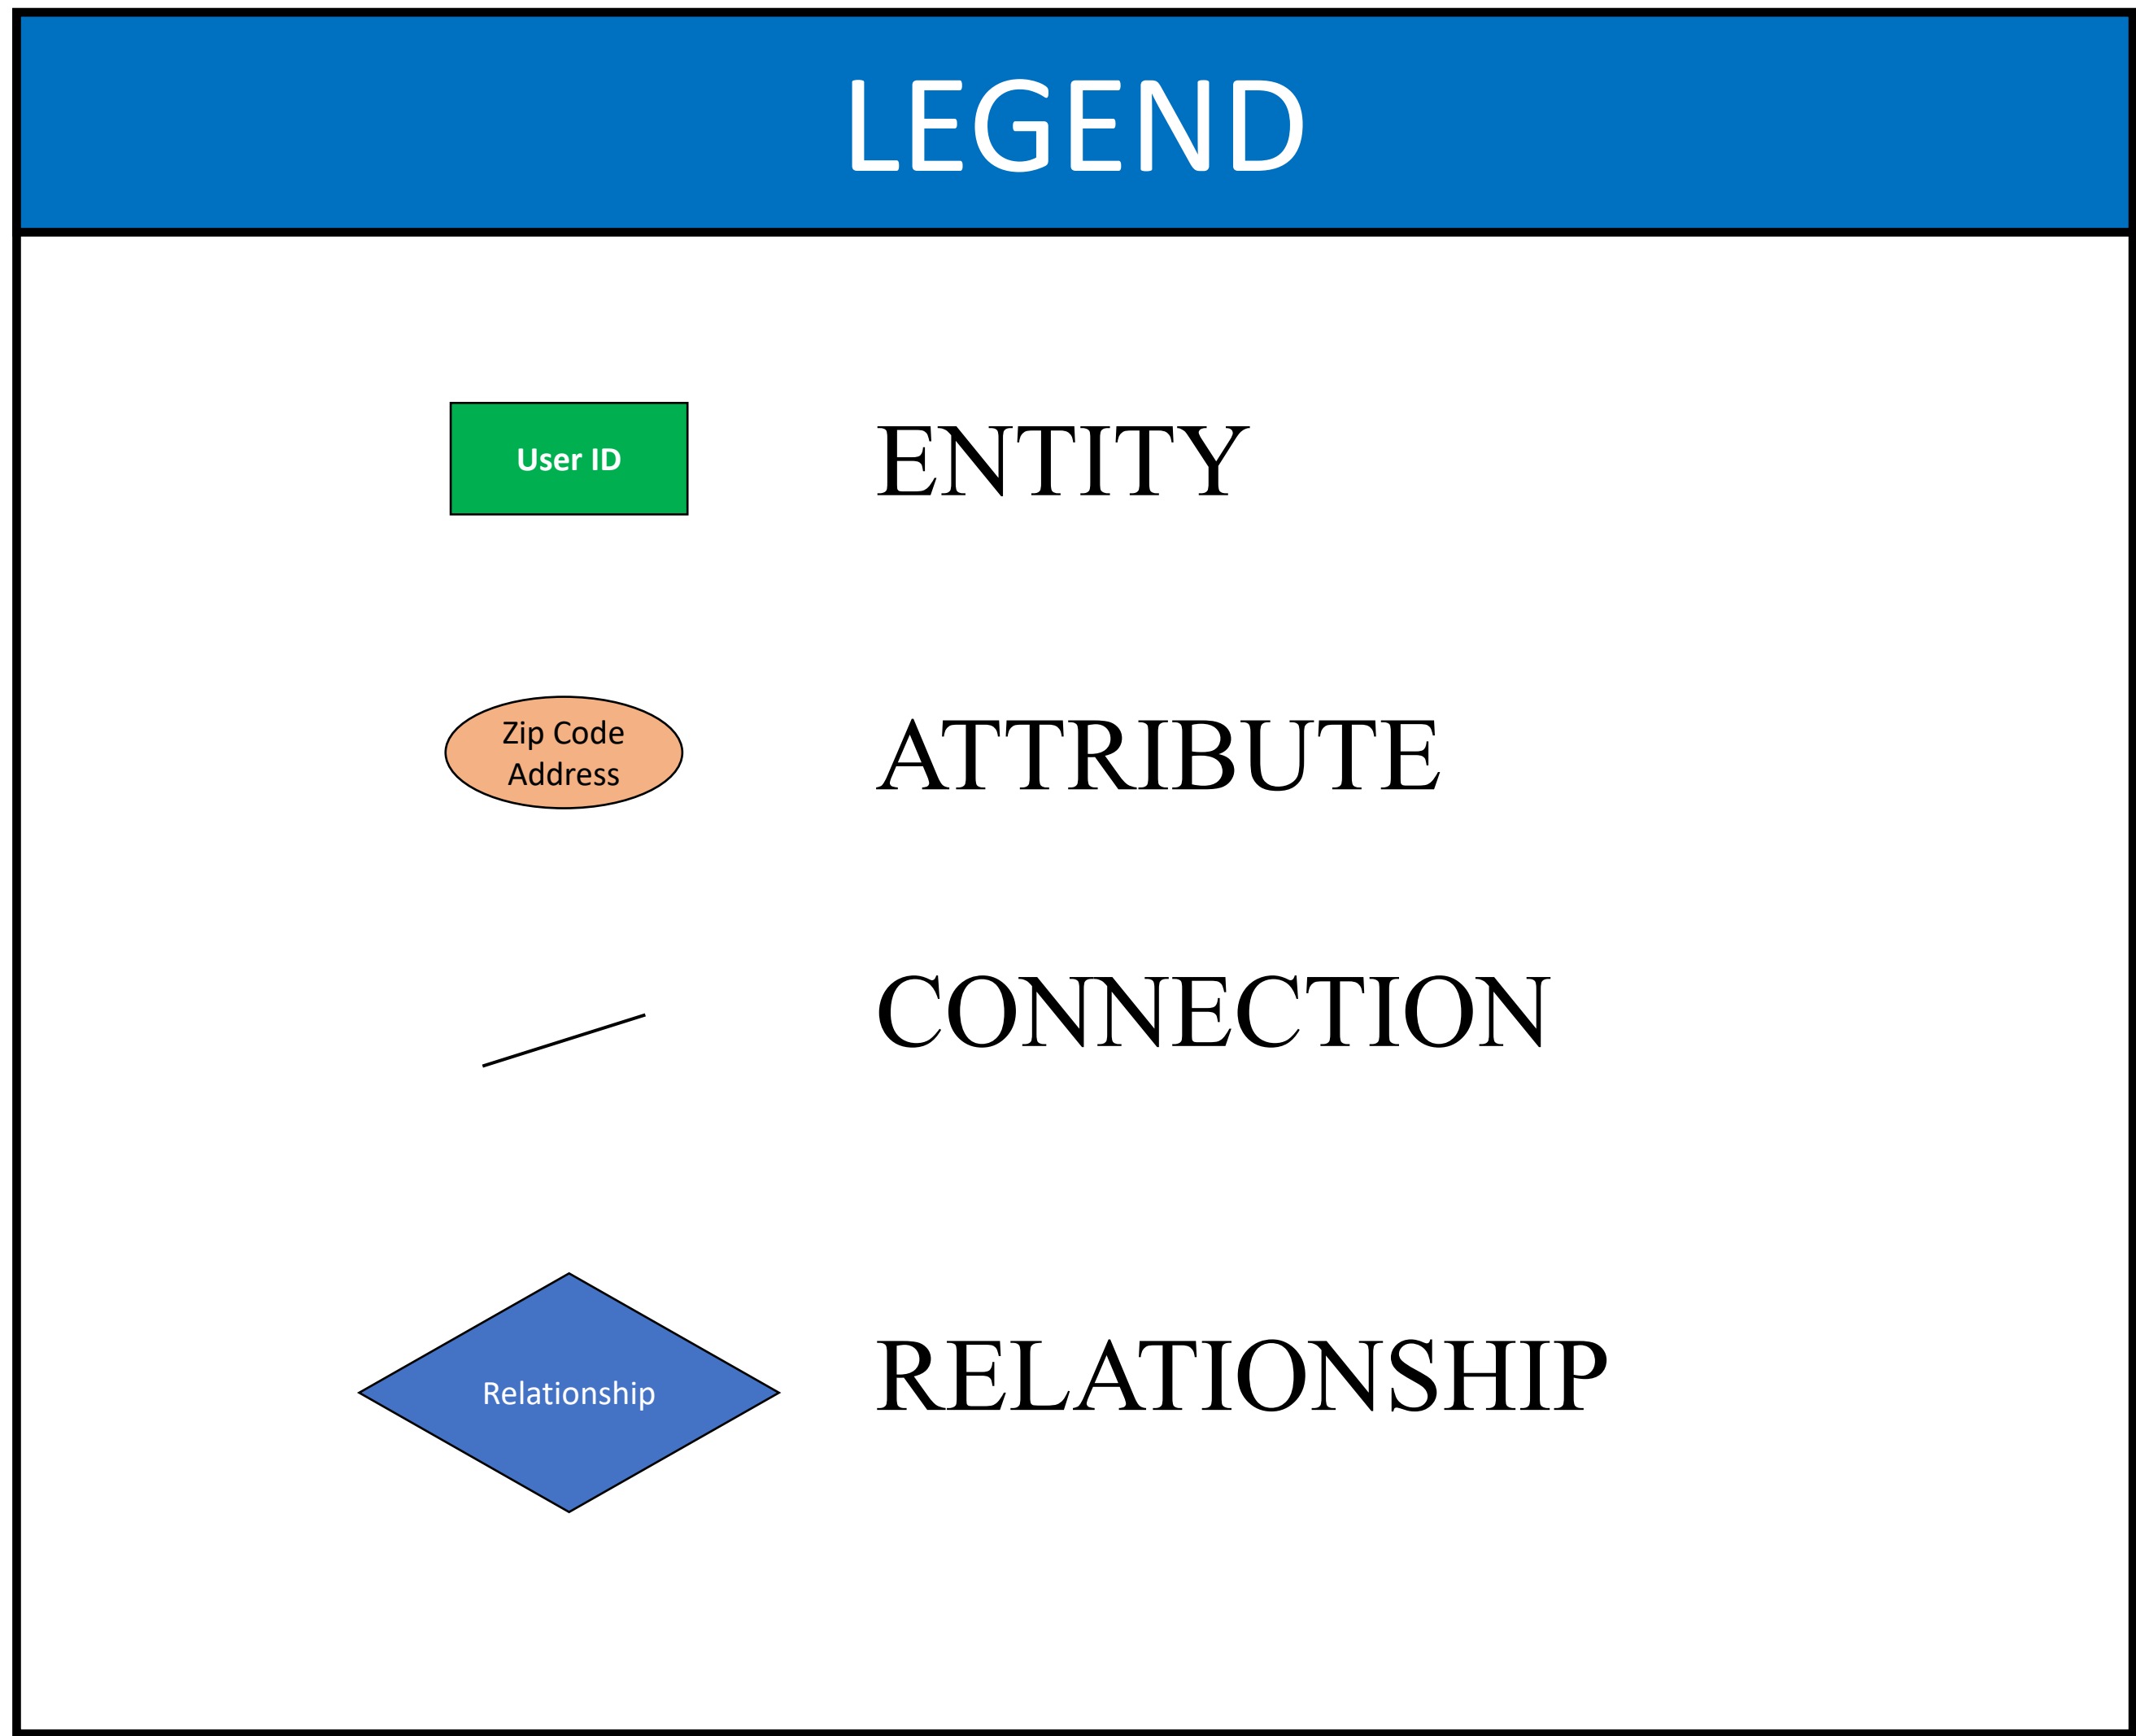 LEGEND
User ID
ENTITY
Zip Code
Address
ATTRIBUTE
CONNECTION
Relationship
RELATIONSHIP